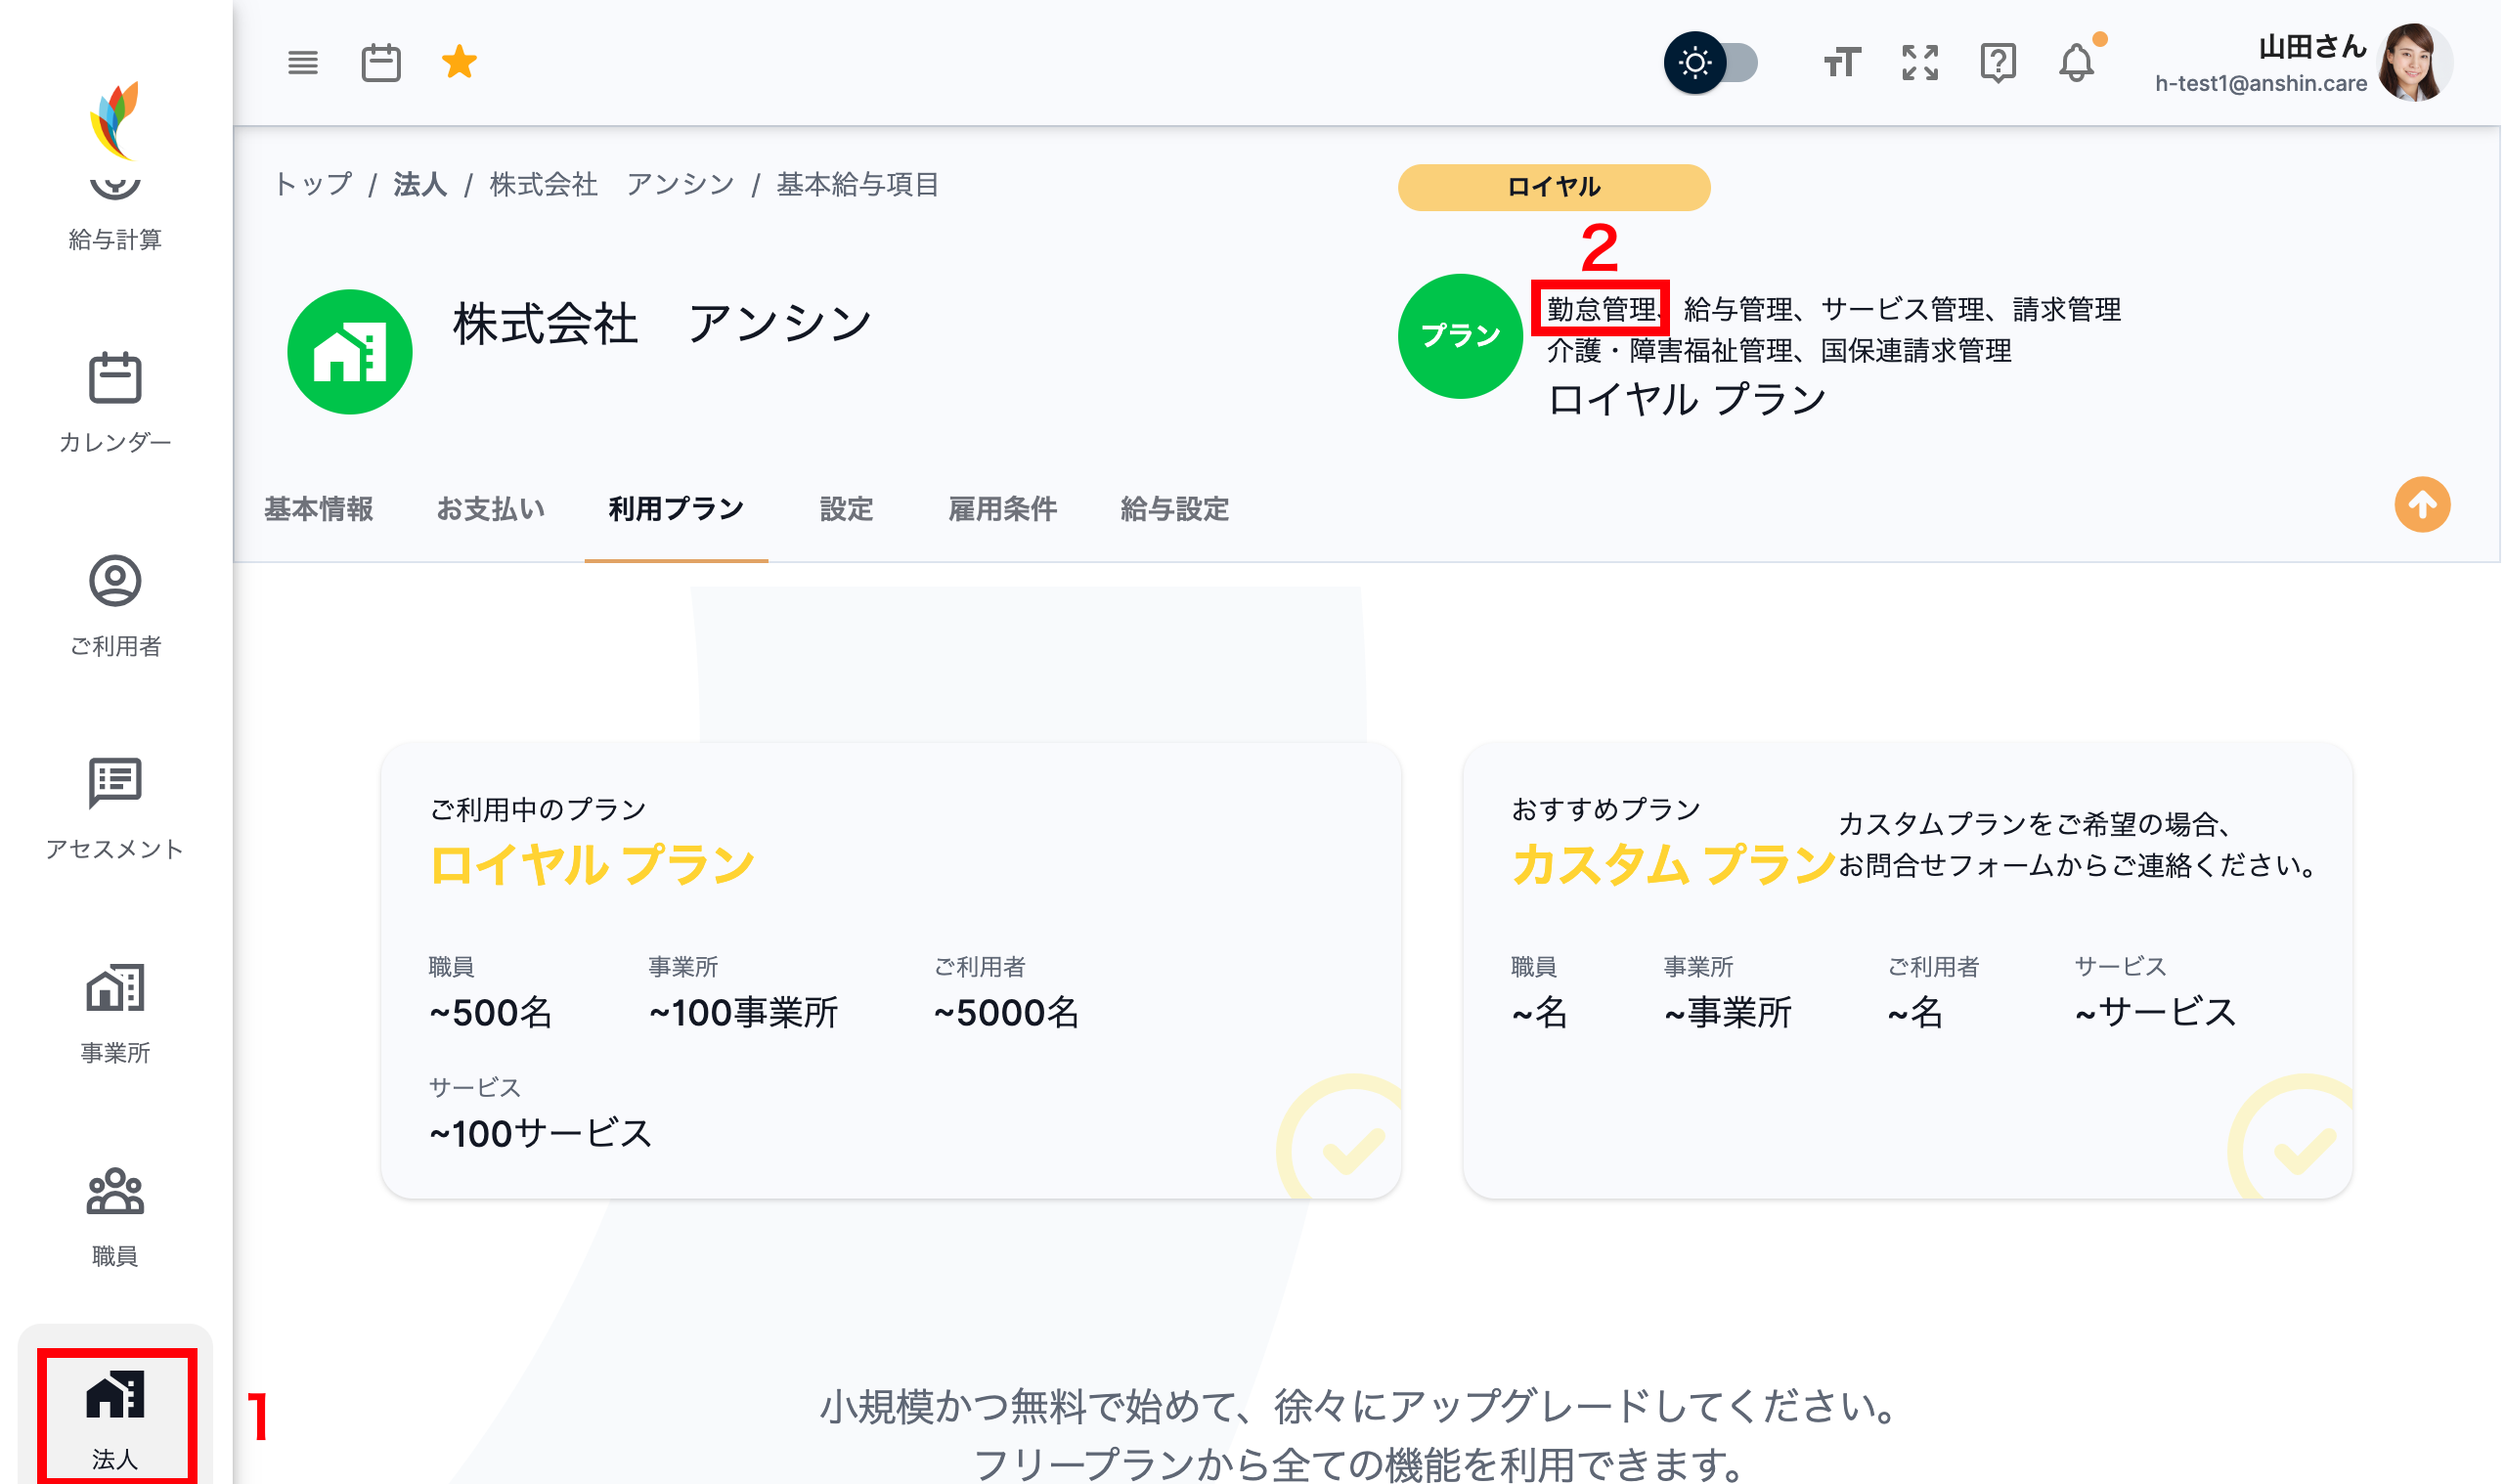 山田さん
h-test1@anshin.care
給与計算
カレンダー
ご利用者
アセスメント
事業所
職員
法人
1
トップ / 法人 / 株式会社　アンシン / 基本給与項目
ロイヤル
2
株式会社　アンシン
プラン
勤怠管理、給与管理、サービス管理、請求管理
介護・障害福祉管理、国保連請求管理
ロイヤル プラン
基本情報 お支払い 利用プラン 設定 雇用条件 給与設定
ご利用中のプラン
ロイヤル プラン
職員 事業所 ご利用者
~500名 ~100事業所 ~5000名
サービス
~100サービス
おすすめプラン
カスタム プラン
カスタムプランをご希望の場合、
お問合せフォームからご連絡ください。
職員 事業所 ご利用者 サービス
~名 ~事業所 ~名 ~サービス
小規模かつ無料で始めて、徐々にアップグレードしてください。
フリープランから全ての機能を利用できます。